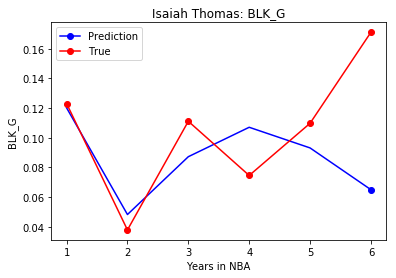 Isaiah Thomas: BLK_G
Prediction
True
BLK_G
0.16
0.14
0.12
0.10
0.08
0.06
0.04
1 2 3 4 5 6
Years in NBA